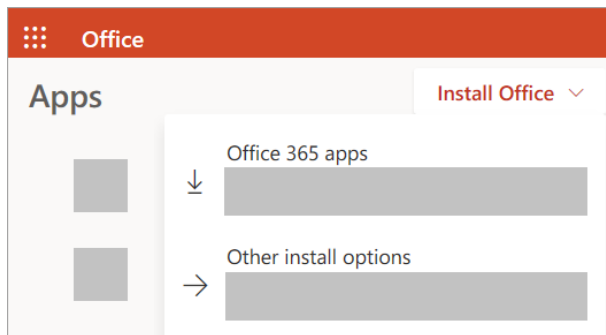 Office
Apps
Install Office
Office 365 apps
Other install options